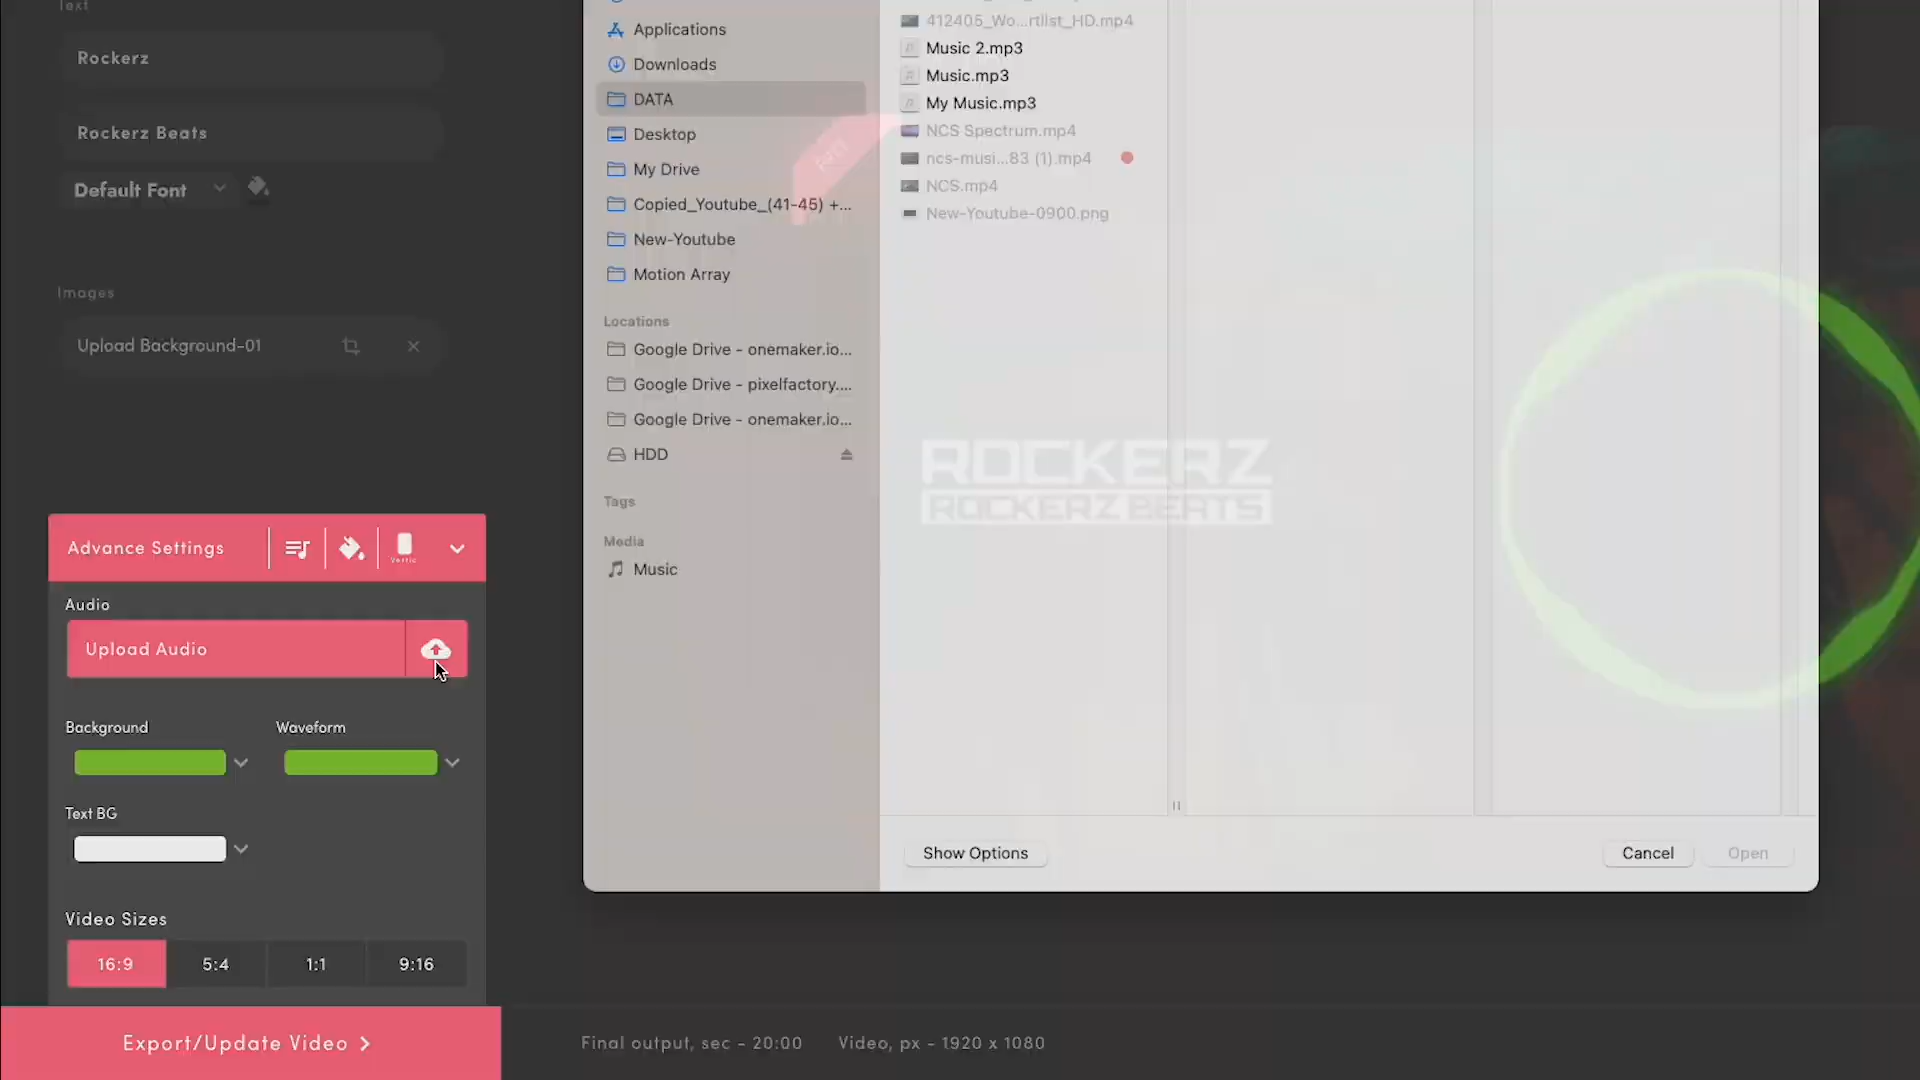 Text
Rockerz
Rockerz Beats
Default Font
Images
Upload Background-01
Advance Settings
Audio
Upload Audio
Background
Waveform
Text BG
Video Sizes
16:9
5:4
1:1
9:16
Export/Update Video >
Final output, sec - 20:00
Video, px - 1920 x 1080
Applications
Downloads
DATA
Desktop
My Drive
Copied_Youtube_(41-45) +...
New-Youtube
Motion Array
Locations
Google Drive - onemaker.io...
Google Drive - pixelfactory....
Google Drive - onemaker.io...
HDD
Tags
Media
Music
412405_Wo...rtlist_HD.mp4
Music 2.mp3
Music.mp3
My Music.mp3
NCS Spectrum.mp4
ncs-musi...83 (1).mp4
NCS.mp4
New-Youtube-0900.png
ROCKERZ
ROCKERZ BEATS
Show Options
Cancel
Open